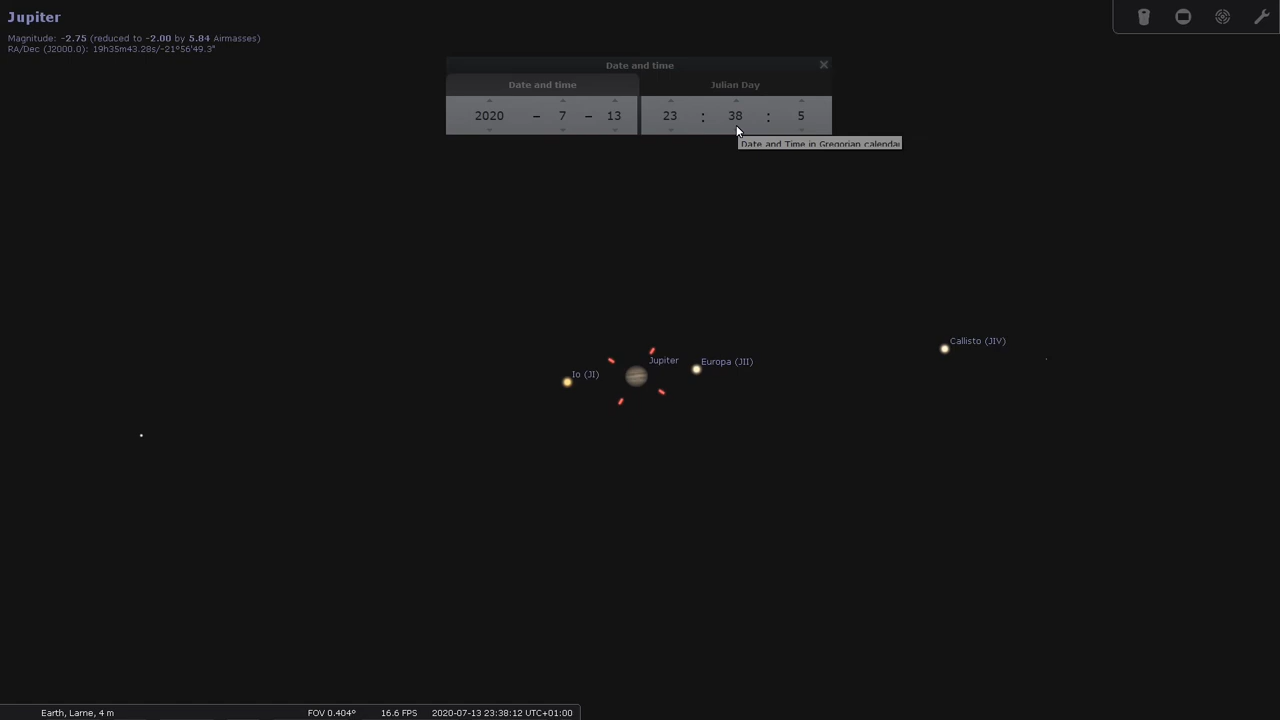 Jupiter
Magnitude: -2.75 (reduced to -2.00 by 5.84 Airmasses)
RA/Dec (J2000.0): 19h35m43.28s/-21°56'49.3"
Date and time
Date and time Julian Day
2020 - 7 - 13 23 : 38 : 5
Date and Time in Gregorian calendar
Callisto (JIV)
Jupiter
Europa (JII)
Io (JI)
Earth, Larne, 4 m FOV 0.404° 16.6 FPS 2020-07-13 23:38:12 UTC+01:00